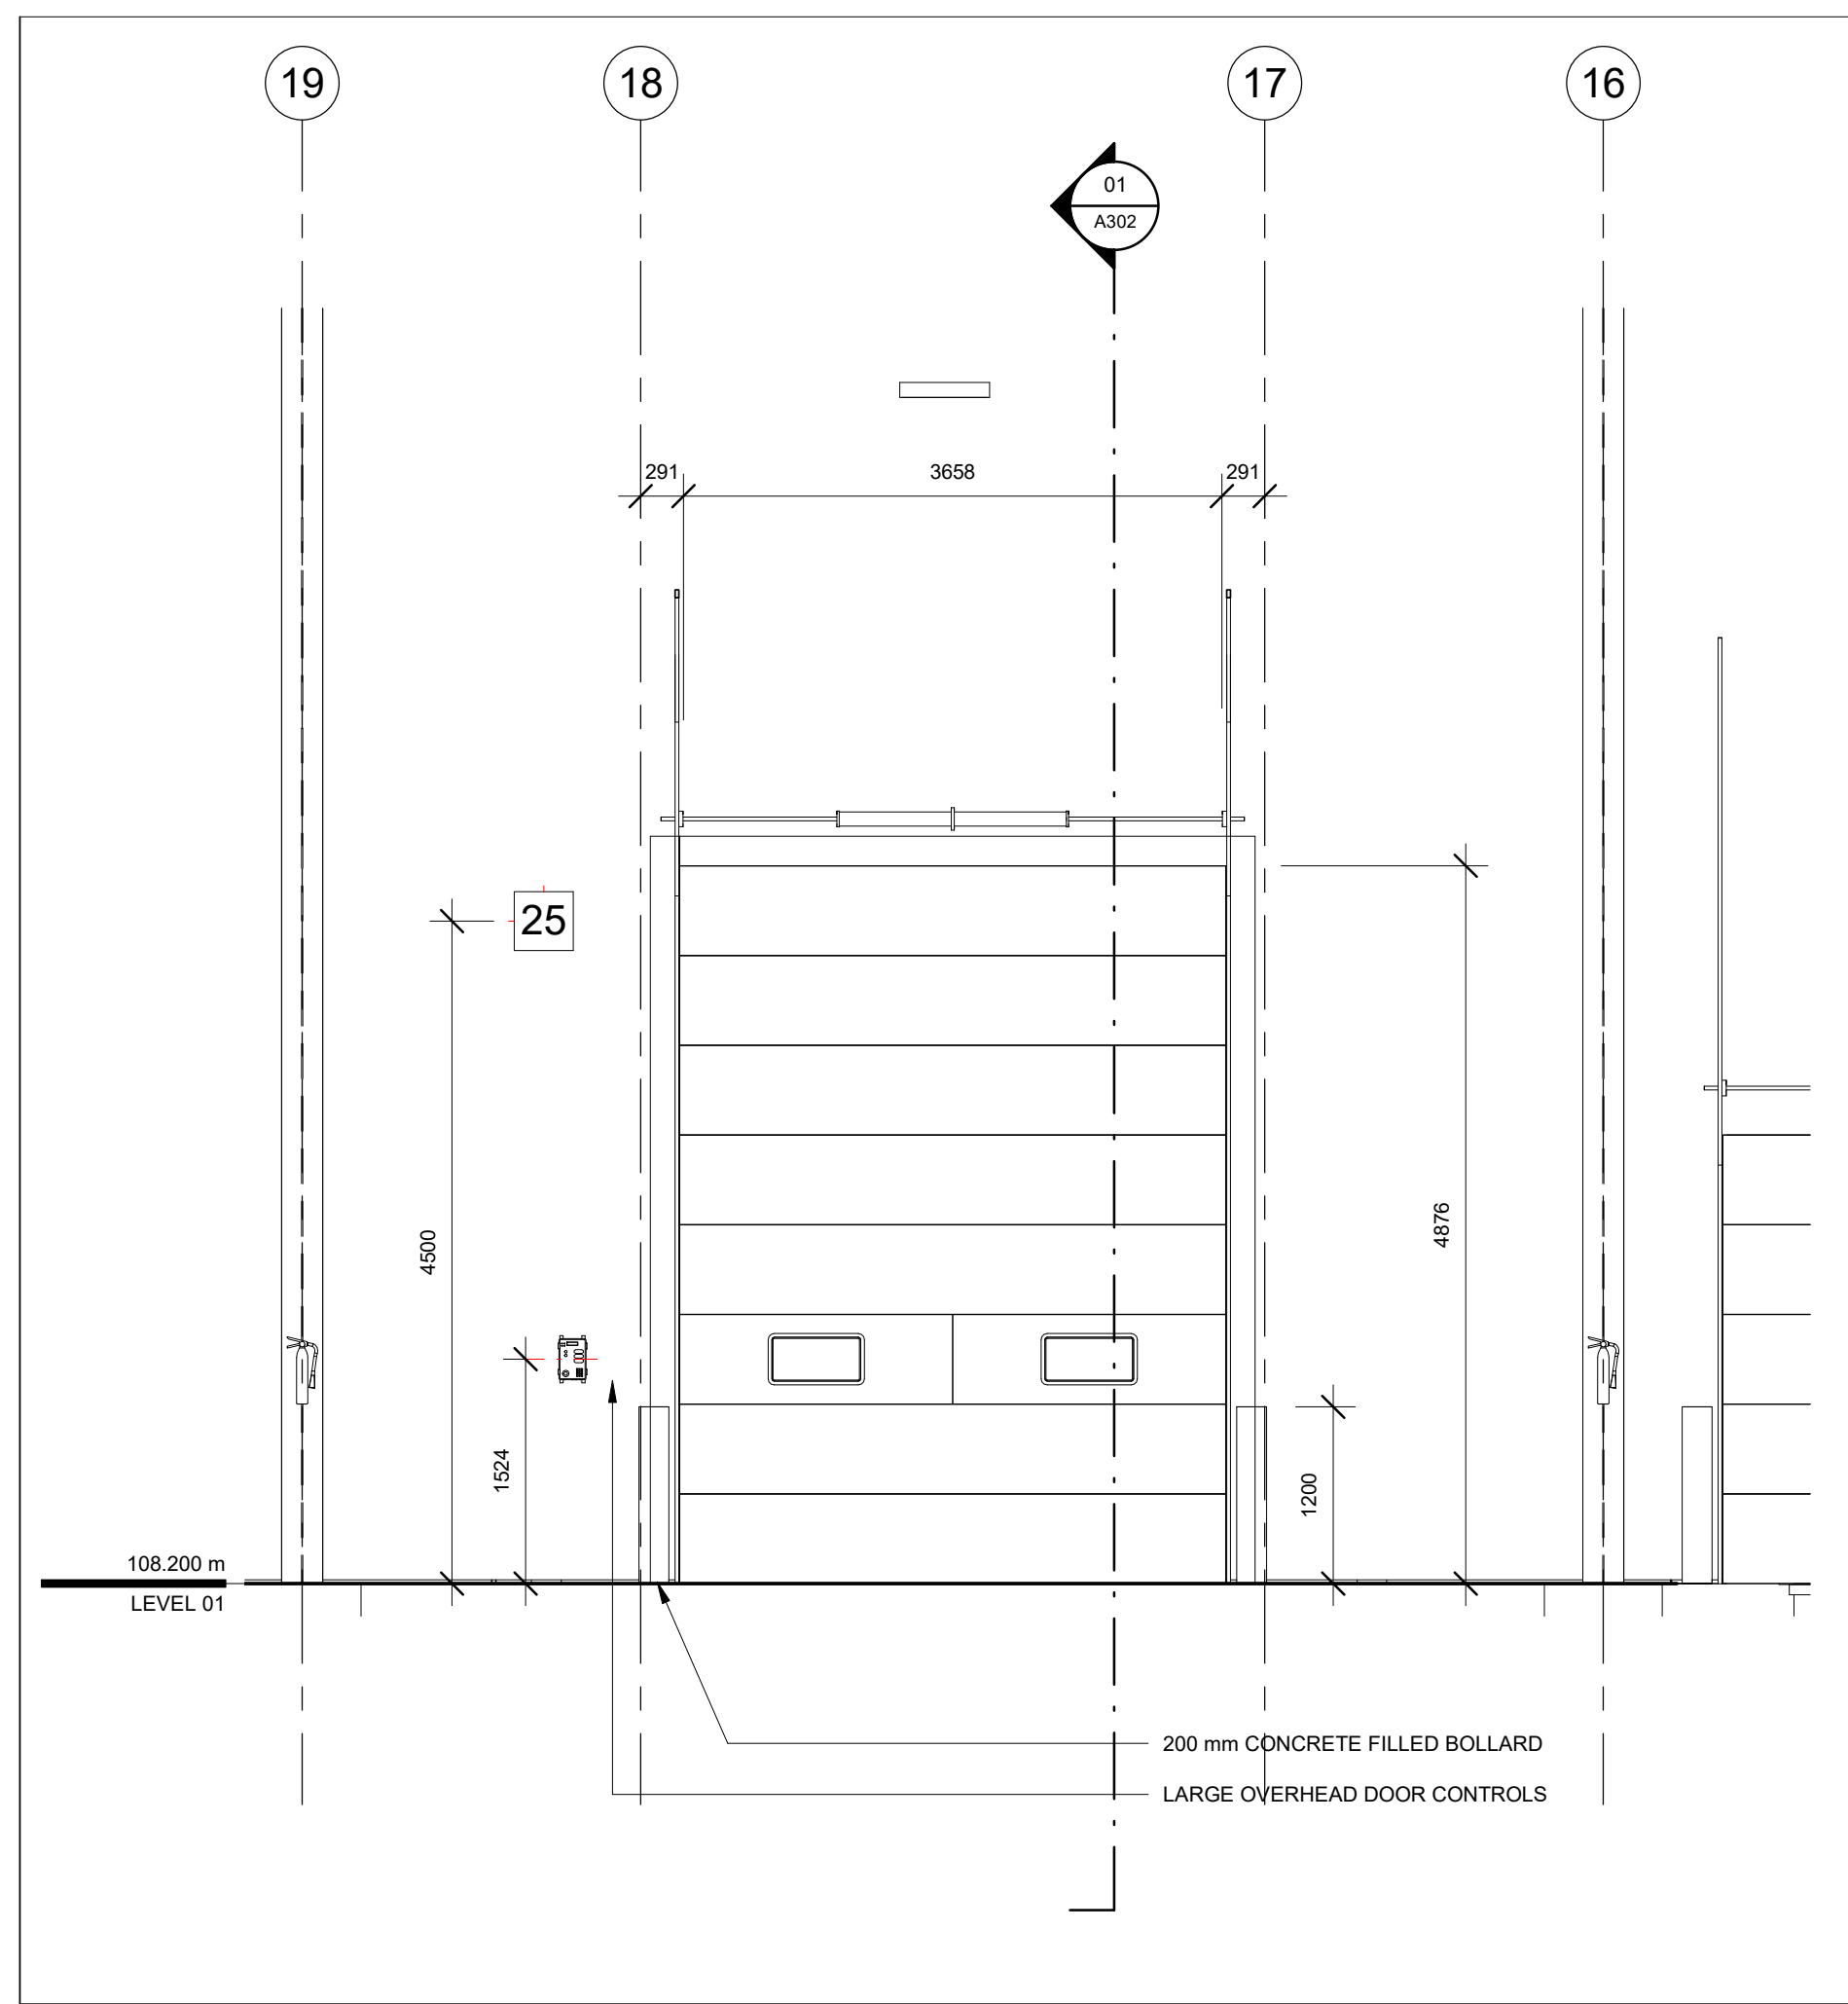 19
18
17
16
01
A302
291
3658
291
25
4500
4876
1524
1200
108.200 m
LEVEL 01
200 mm CONCRETE FILLED BOLLARD
LARGE OVERHEAD DOOR CONTROLS